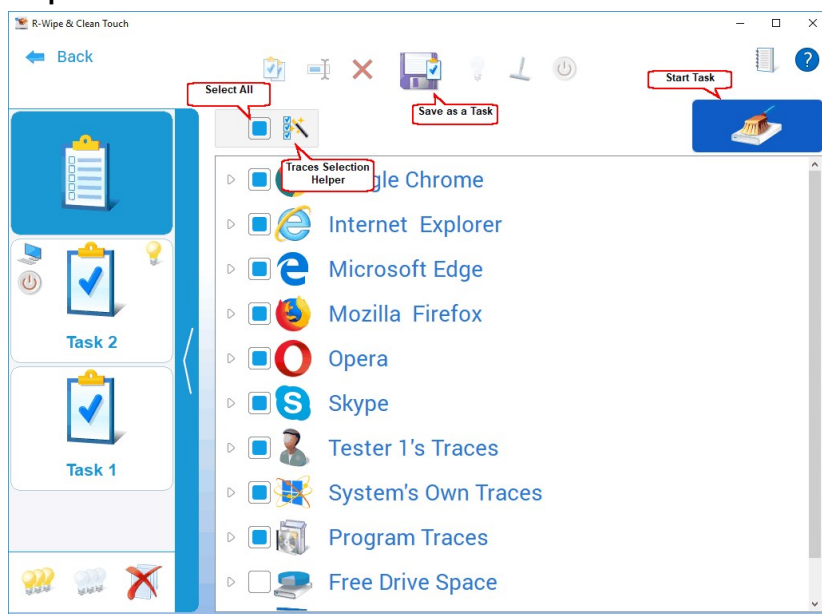 R-Wipe & Clean Touch
Back
Select All
Save as a Task
Start Task
Traces Selection
Helper
gle Chrome
Internet Explorer
Microsoft Edge
Mozilla Firefox
Opera
Skype
Tester 1's Traces
System's Own Traces
Program Traces
Free Drive Space
Task 2
Task 1